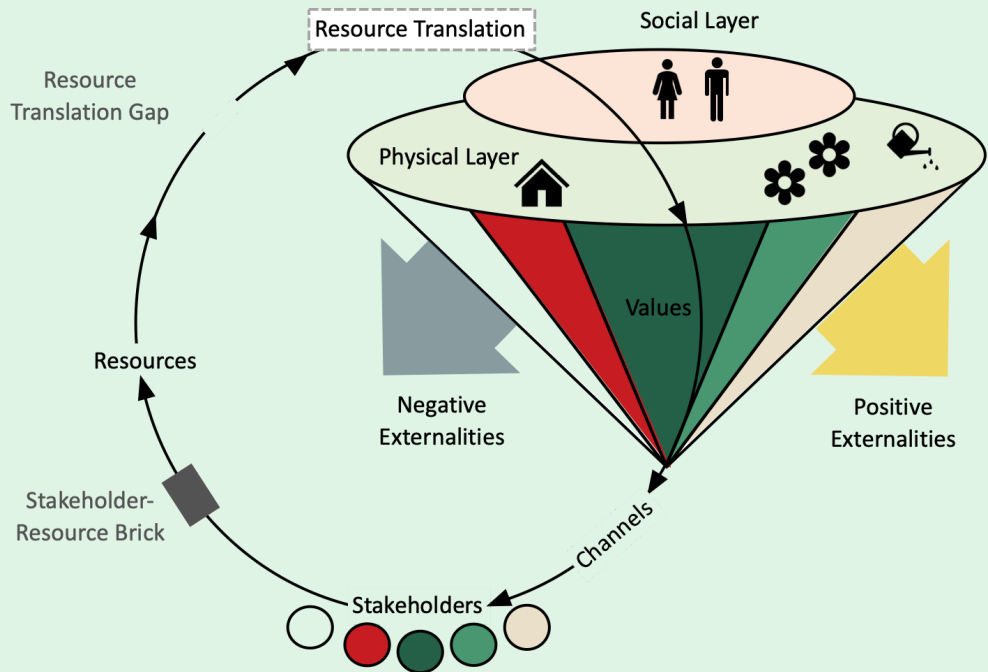 Resource Translation
Social Layer
Resource
Translation Gap
Physical Layer
Values
Resources
Negative
Externalities
Positive
Externalities
Stakeholder-
Resource Brick
Channels
Stakeholders